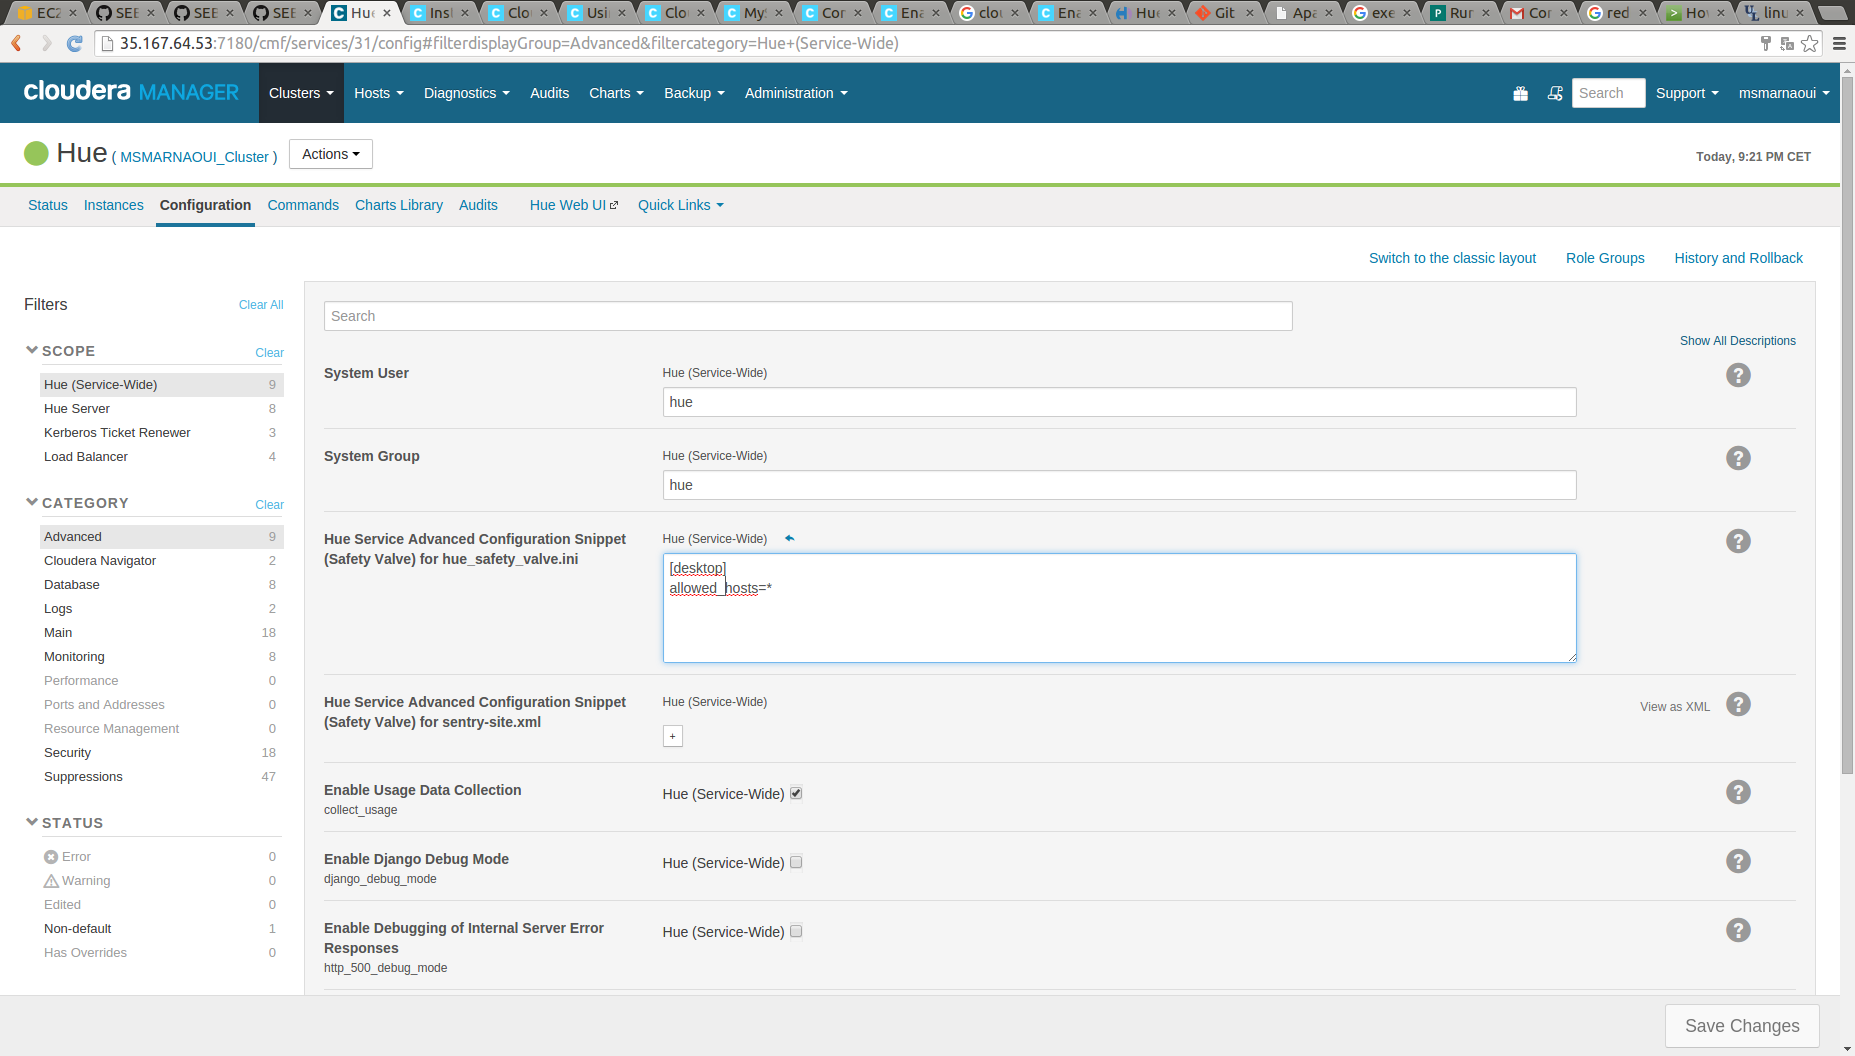 EC2
SEE
SEE
SEE
Hue
Inst
Clo
Usi
Clo
MyS
Cor
Ena
clou
Ena
Hue
Git
Apa
exe
Rur
Cor
red
Hov
linu
35.167.64.53:7180/cmf/services/31/config#filterdisplayGroup=Advanced&filtercategory=Hue+(Service-Wide)
cloudera MANAGER
Clusters
Hosts
Diagnostics
Audits
Charts
Backup
Administration
Search
Support
msmarnaoui
Hue ( MSMARNAOUI_Cluster )
Actions
Today, 9:21 PM CET
Status
Instances
Configuration
Commands
Charts Library
Audits
Hue Web UI
Quick Links
Switch to the classic layout
Role Groups
History and Rollback
Filters
Clear All
SCOPE
Clear
Hue (Service-Wide) 9
Hue Server 8
Kerberos Ticket Renewer 3
Load Balancer 4
CATEGORY
Clear
Advanced 9
Cloudera Navigator 2
Database 8
Logs 2
Main 18
Monitoring 8
Performance 0
Ports and Addresses 0
Resource Management 0
Security 18
Suppressions 47
STATUS
Error 0
Warning 0
Edited 0
Non-default 1
Has Overrides 0
Search
Show All Descriptions
System User
Hue (Service-Wide)
hue
?
System Group
Hue (Service-Wide)
hue
?
Hue Service Advanced Configuration Snippet
(Safety Valve) for hue_safety_valve.ini
Hue (Service-Wide)
[desktop]
allowed_hosts=*
?
Hue Service Advanced Configuration Snippet
(Safety Valve) for sentry-site.xml
Hue (Service-Wide)
+
View as XML
?
Enable Usage Data Collection
collect_usage
Hue (Service-Wide)
?
Enable Django Debug Mode
django_debug_mode
Hue (Service-Wide)
?
Enable Debugging of Internal Server Error
Responses
http_500_debug_mode
Hue (Service-Wide)
?
Save Changes